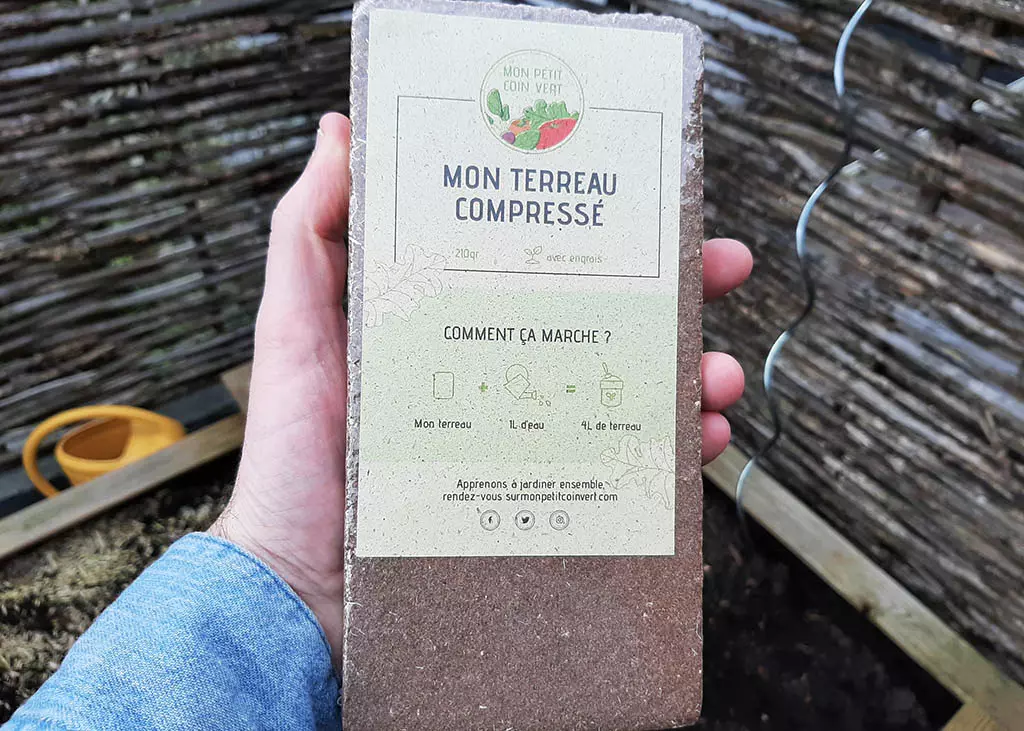 MON PETIT
COIN VERT
MON TERREAU
COMPRESSÉ
210gr
avec engrais
COMMENT ÇA MARCHE ?
+
=
Mon terreau
1L d'eau
4L de terreau
Apprenons à jardiner ensemble,
rendez-vous surmonpetitcoinvert.com